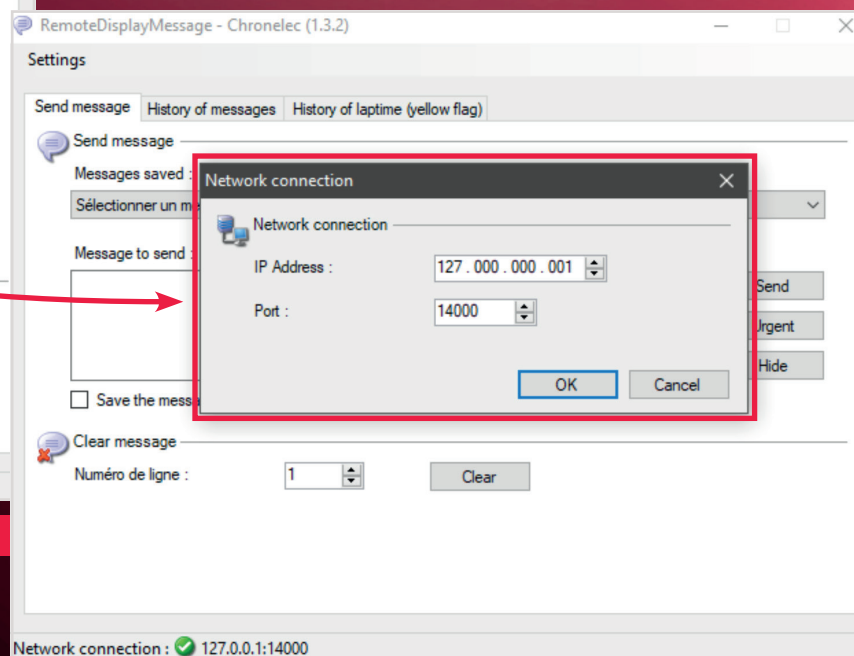 RemoteDisplayMessage - Chronelec (1.3.2)
Settings
Send message History of messages History of laptime (yellow flag)
Send message
Messages saved :
Sélectionner un m
Message to send :
Send
Urgent
Hide
Save the messa
Network connection
Network connection
IP Address :
127 . 000 . 000 . 001
Port :
14000
OK Cancel
Clear message
Numéro de ligne :
1
Clear
Network connection : 127.0.0.1:14000